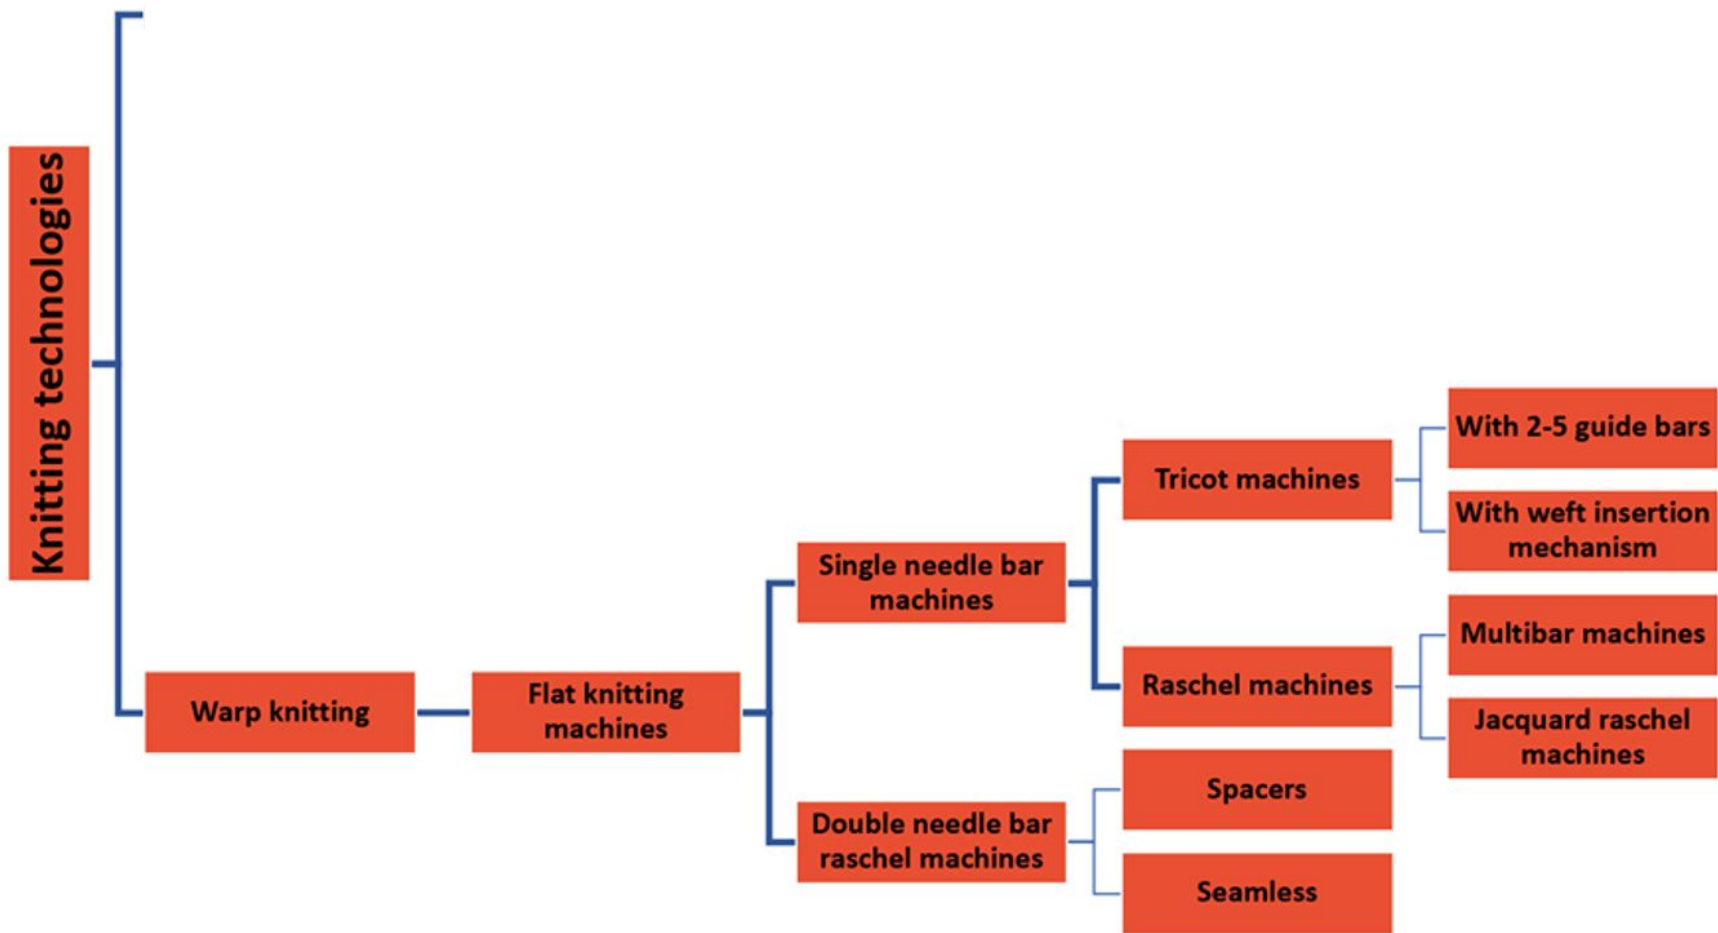 Knitting technologies
Warp knitting
Flat knitting
machines
Single needle bar
machines
Tricot machines
With 2-5 guide bars
With weft insertion
mechanism
Raschel machines
Multibar machines
Jacquard raschel
machines
Double needle bar
raschel machines
Spacers
Seamless